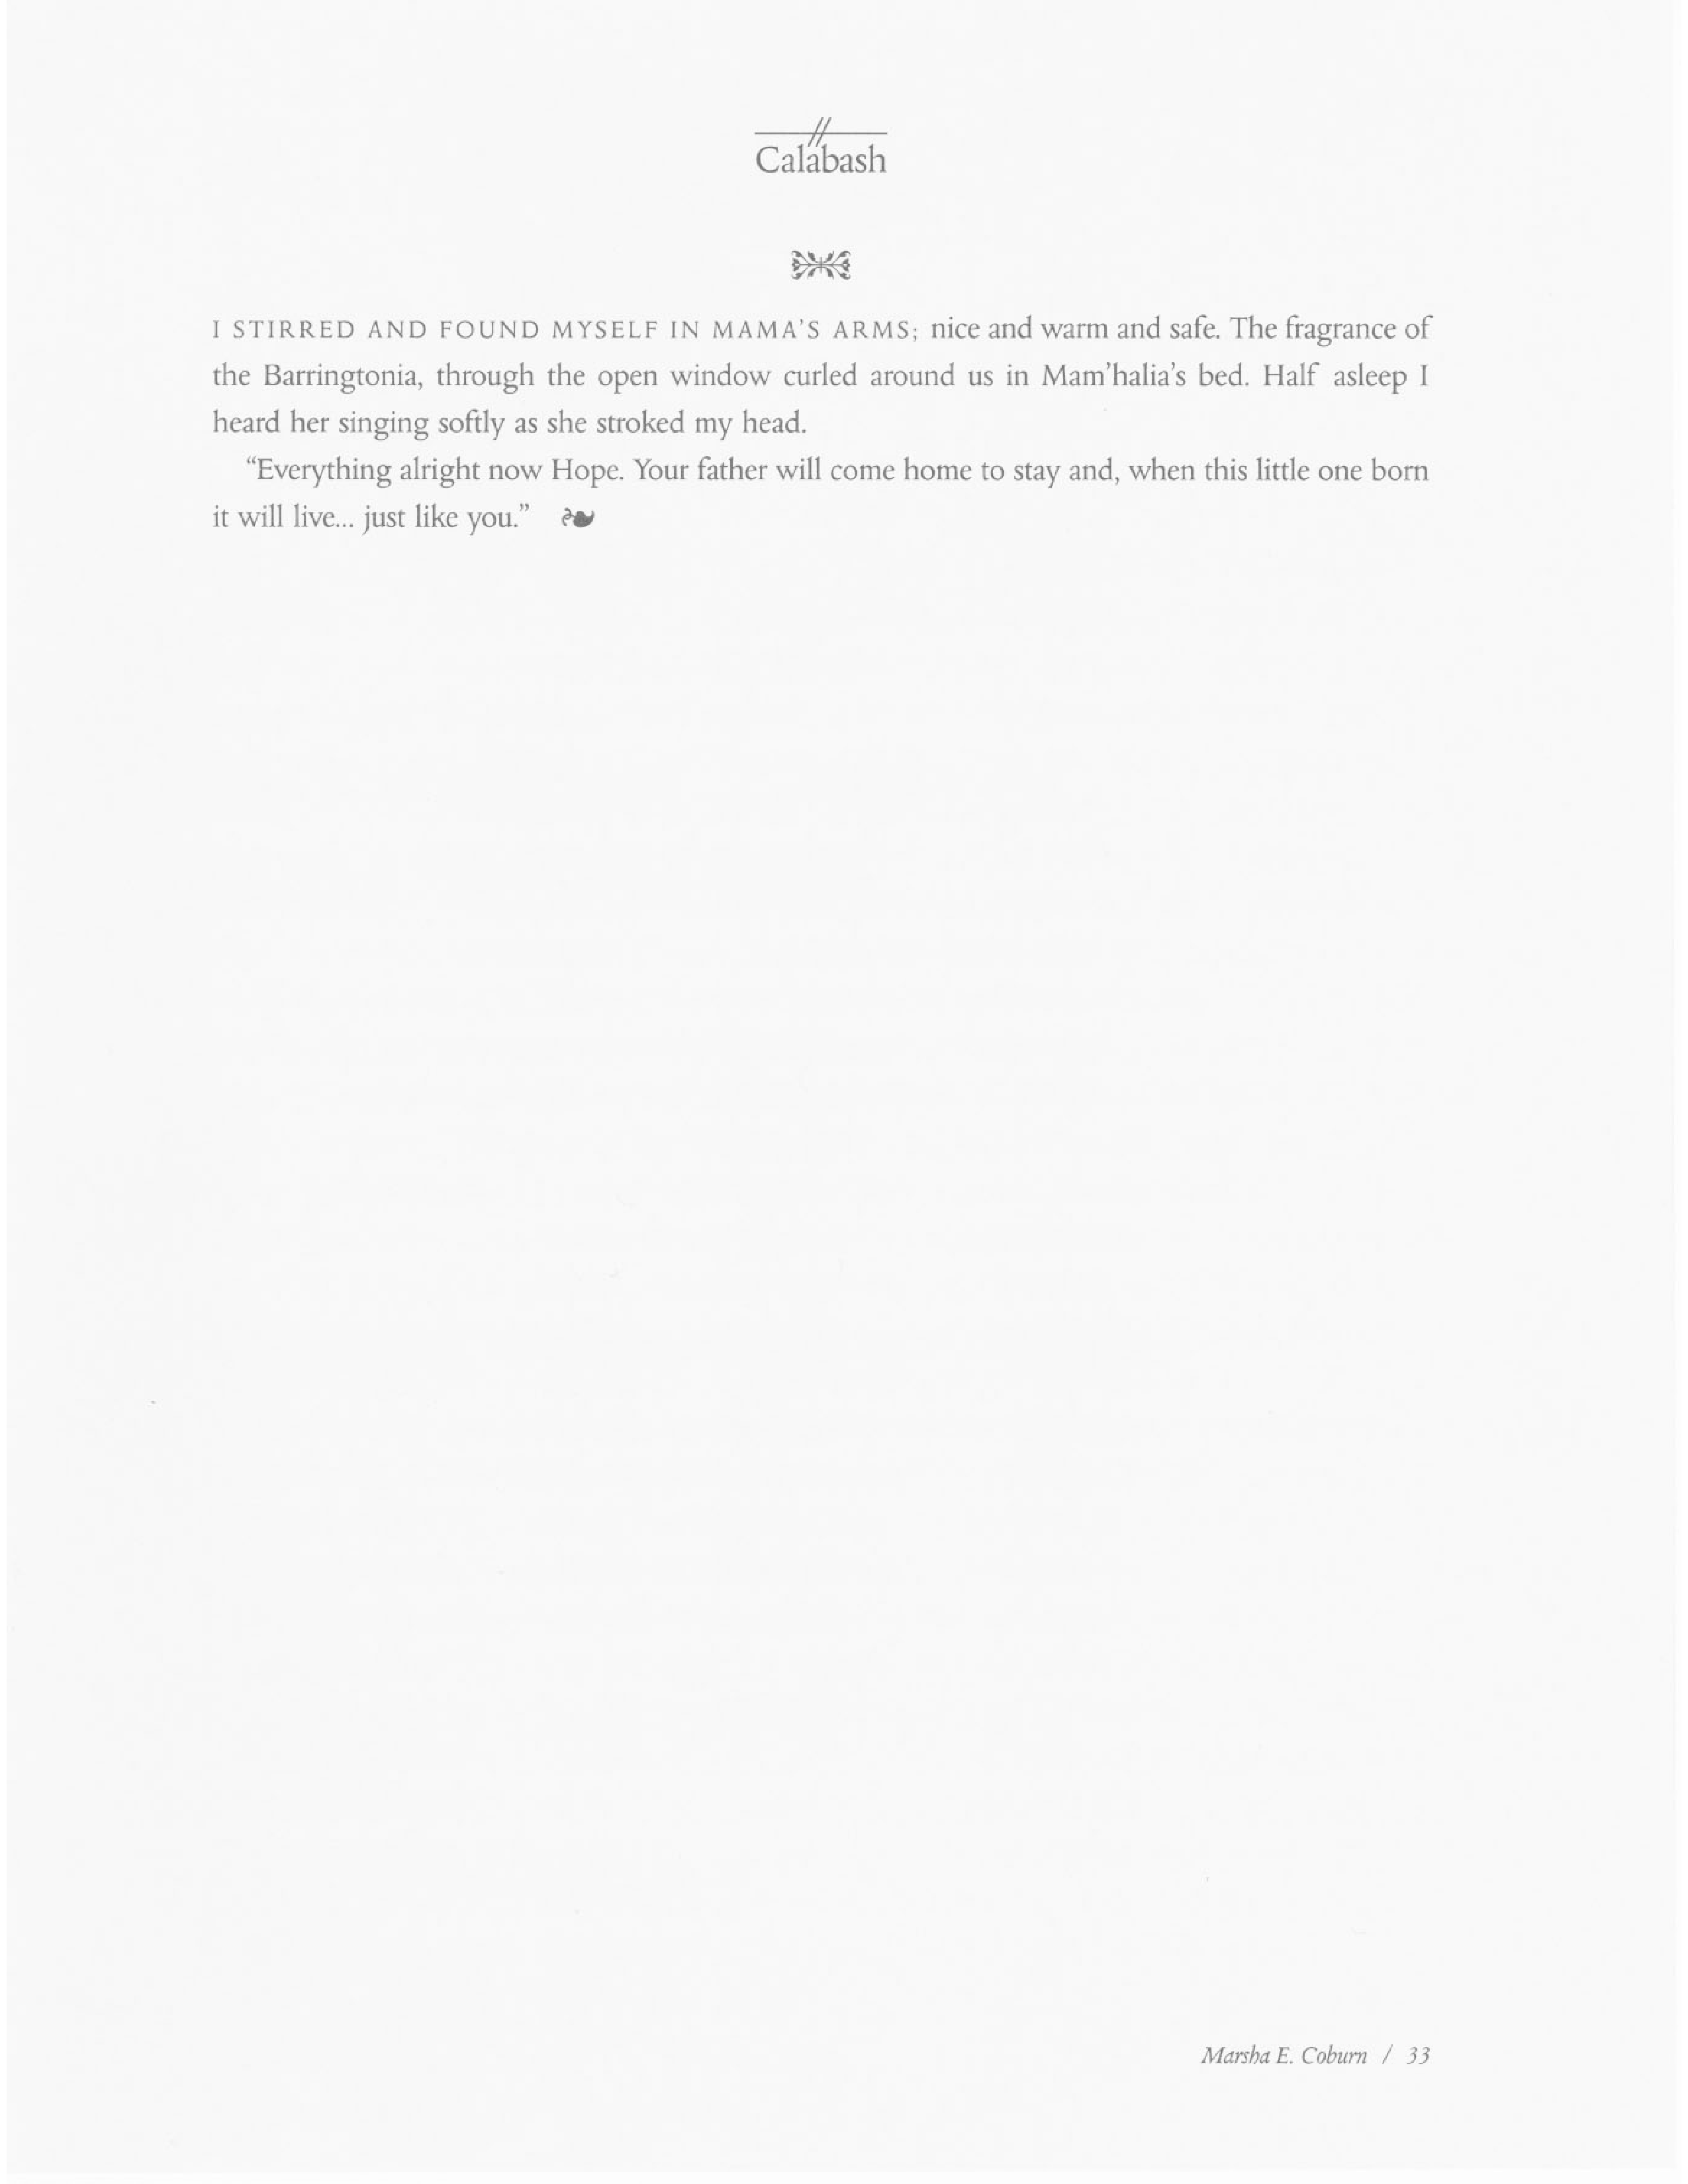 Calabash
I STIRRED AND FOUND MYSELF IN MAMA'S ARMS; nice and warm and safe. The fragrance of
the Barringtonia, through the open window curled around us in Mam'halia's bed. Half asleep I
heard her singing softly as she stroked my head.
“Everything alright now Hope. Your father will come home to stay and, when this little one born
it will live... just like you.”
Marsha E. Coburn / 33